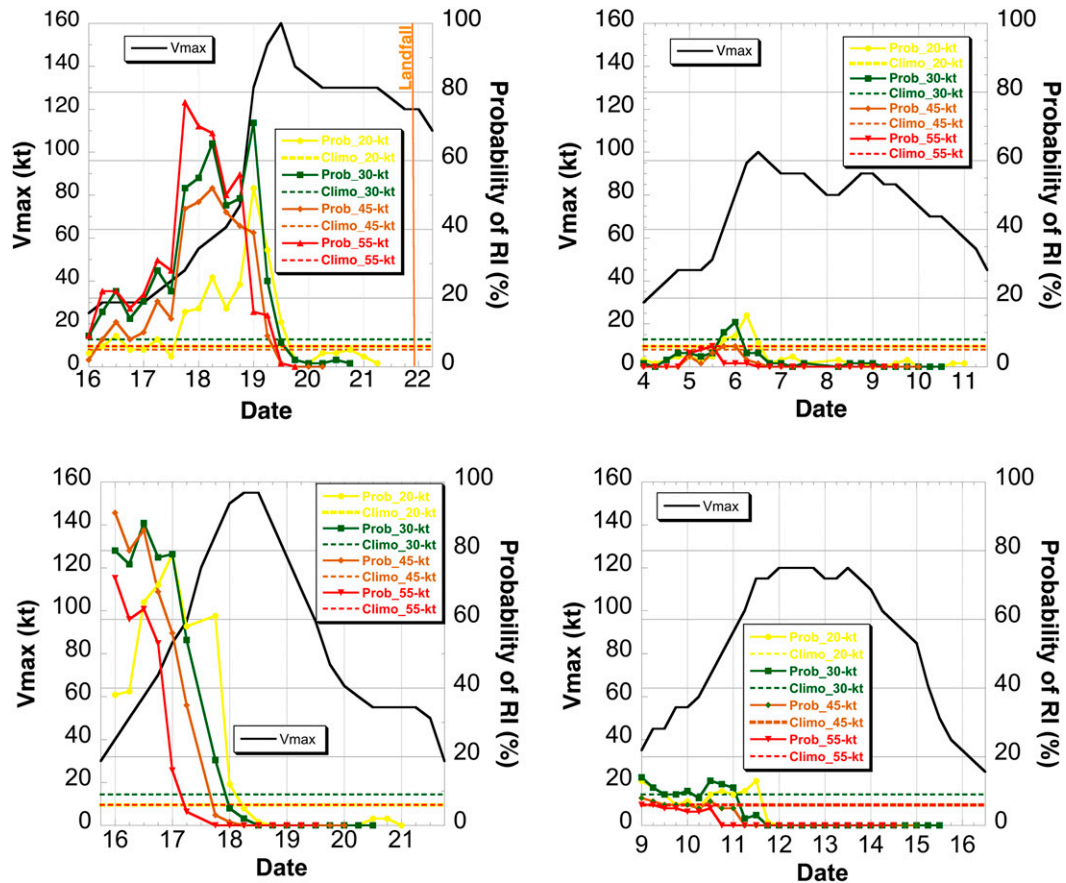 160
140
120
100
80
60
40
20
0
Vmax (kt)
Vmax
Landfall
Prob_20-kt
Climo_20-kt
Prob_30-kt
Climo_30-kt
Prob_45-kt
Climo_45-kt
Prob_55-kt
Climo_55-kt
100
80
60
40
20
0
Probability of RI (%)
16 17 18 19 20 21 22
Date
160
140
120
100
80
60
40
20
0
Vmax (kt)
Vmax
Prob_20-kt
Climo_20-kt
Prob_30-kt
Climo_30-kt
Prob_45-kt
Climo_45-kt
Prob_55-kt
Climo_55-kt
100
80
60
40
20
0
Probability of RI (%)
4 5 6 7 8 9 10 11
Date
160
140
120
100
80
60
40
20
0
Vmax (kt)
Prob_20-kt
Climo_20-kt
Prob_30-kt
Climo_30-kt
Prob_45-kt
Climo_45-kt
Prob_55-kt
Climo_55-kt
Vmax
100
80
60
40
20
0
Probability of RI (%)
16 17 18 19 20 21
Date
160
140
120
100
80
60
40
20
0
Vmax (kt)
Vmax
Prob_20-kt
Climo_20-kt
Prob_30-kt
Climo_30-kt
Prob_45-kt
Climo_45-kt
Prob_55-kt
Climo_55-kt
100
80
60
40
20
0
Probability of RI (%)
9 10 11 12 13 14 15 16
Date